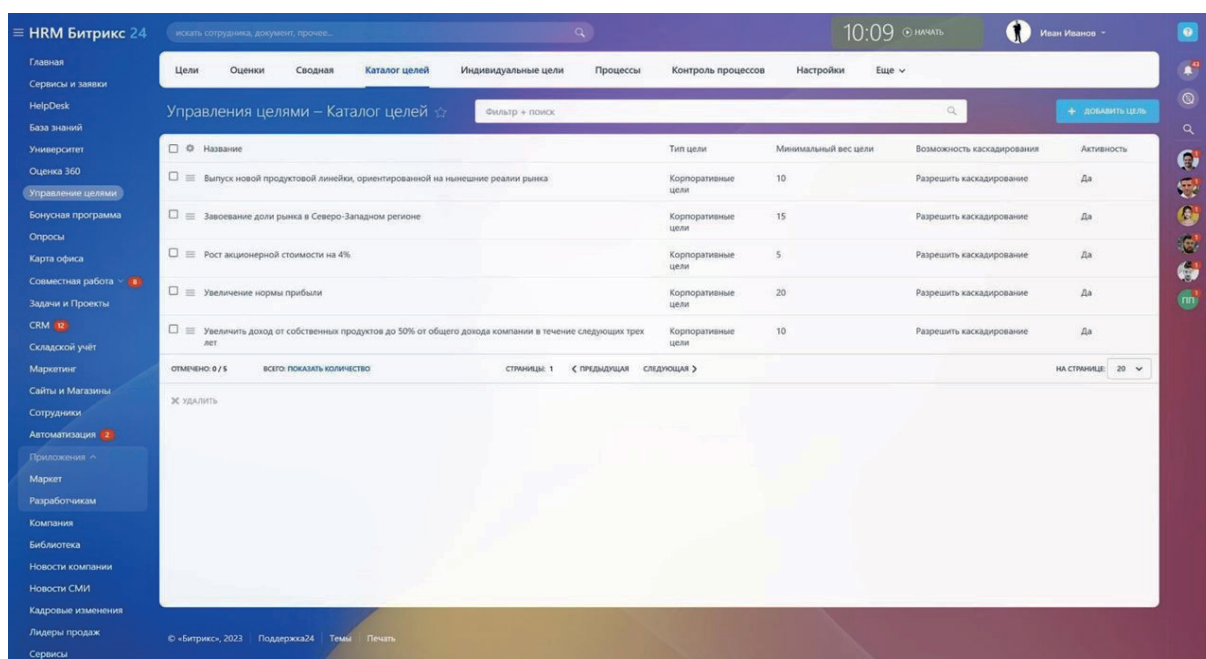 HRM Битрикс 24
искать сотрудника, документ, прочее...
10:09 НАЧАТЬ
Иван Иванов
43
Главная
Сервисы и заявки
HelpDesk
База знаний
Университет
Оценка 360
Управление целями
Бонусная программа
Опросы
Карта офиса
Совместная работа 8
Задачи и Проекты
CRM 12
Складской учёт
Маркетинг
Сайты и Магазины
Сотрудники
Автоматизация 2
Приложения
Маркет
Разработчикам
Компания
Библиотека
Новости компании
Новости СМИ
Кадровые изменения
Лидеры продаж
Сервисы
Цели Оценки Сводная Каталог целей Индивидуальные цели Процессы Контроль процессов Настройки Еще
Управления целями – Каталог целей
Фильтр + поиск
+ ДОБАВИТЬ ЦЕЛЬ
Название Тип цели Минимальный вес цели Возможность каскадирования Активность
Выпуск новой продуктовой линейки, ориентированной на нынешние реалии рынка Корпоративные 10 Разрешить каскадирование Да
цели
Завоевание доли рынка в Северо-Западном регионе Корпоративные 15 Разрешить каскадирование Да
цели
Рост акционерной стоимости на 4% Корпоративные 5 Разрешить каскадирование Да
цели
Увеличение нормы прибыли Корпоративные 20 Разрешить каскадирование Да
цели
Увеличить доход от собственных продуктов до 50% от общего дохода компании в течение следующих трех Корпоративные 10 Разрешить каскадирование Да
лет цели
ОТМЕЧЕНО: 0 / 5 ВСЕГО: ПОКАЗАТЬ КОЛИЧЕСТВО СТРАНИЦЫ: 1 ПРЕДЫДУЩАЯ СЛЕДУЮЩАЯ НА СТРАНИЦЕ: 20
УДАЛИТЬ
ПП
© «Битрикс», 2023 Поддержка24 Темы Печать